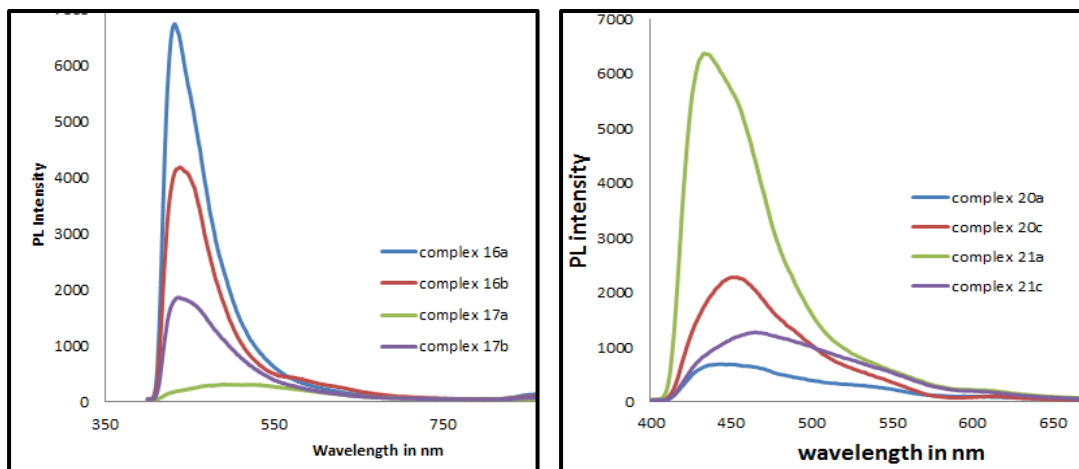 7000
6000
5000
4000
3000
2000
1000
0
PL Intensity
350
550
750
Wavelength in nm
complex 16a
complex 16b
complex 17a
complex 17b
7000
6000
5000
4000
3000
2000
1000
0
PL intensity
400
450
500
550
600
650
wavelength in nm
complex 20a
complex 20c
complex 21a
complex 21c